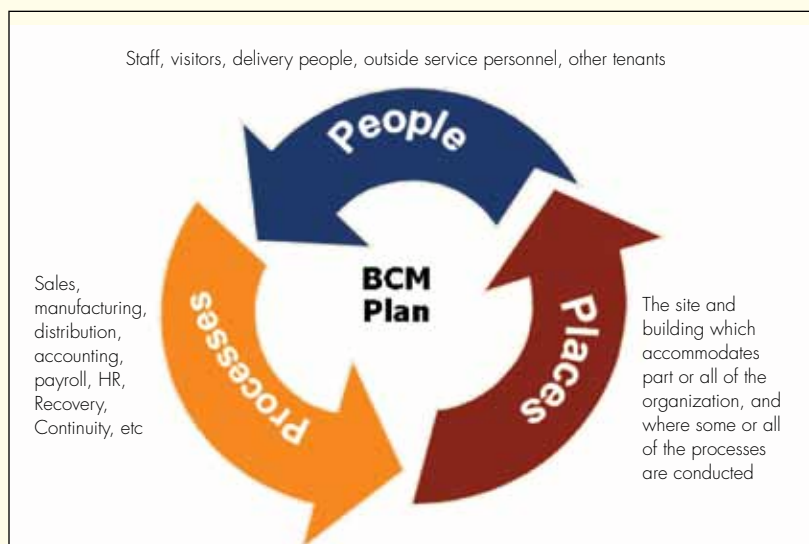 Staff, visitors, delivery people, outside service personnel, other tenants
People
BCM
Plan
Processes
Places
Sales,
manufacturing,
distribution,
accounting,
payroll, HR,
Recovery,
Continuity, etc
The site and
building which
accommodates
part or all of the
organization, and
where some or all
of the processes
are conducted